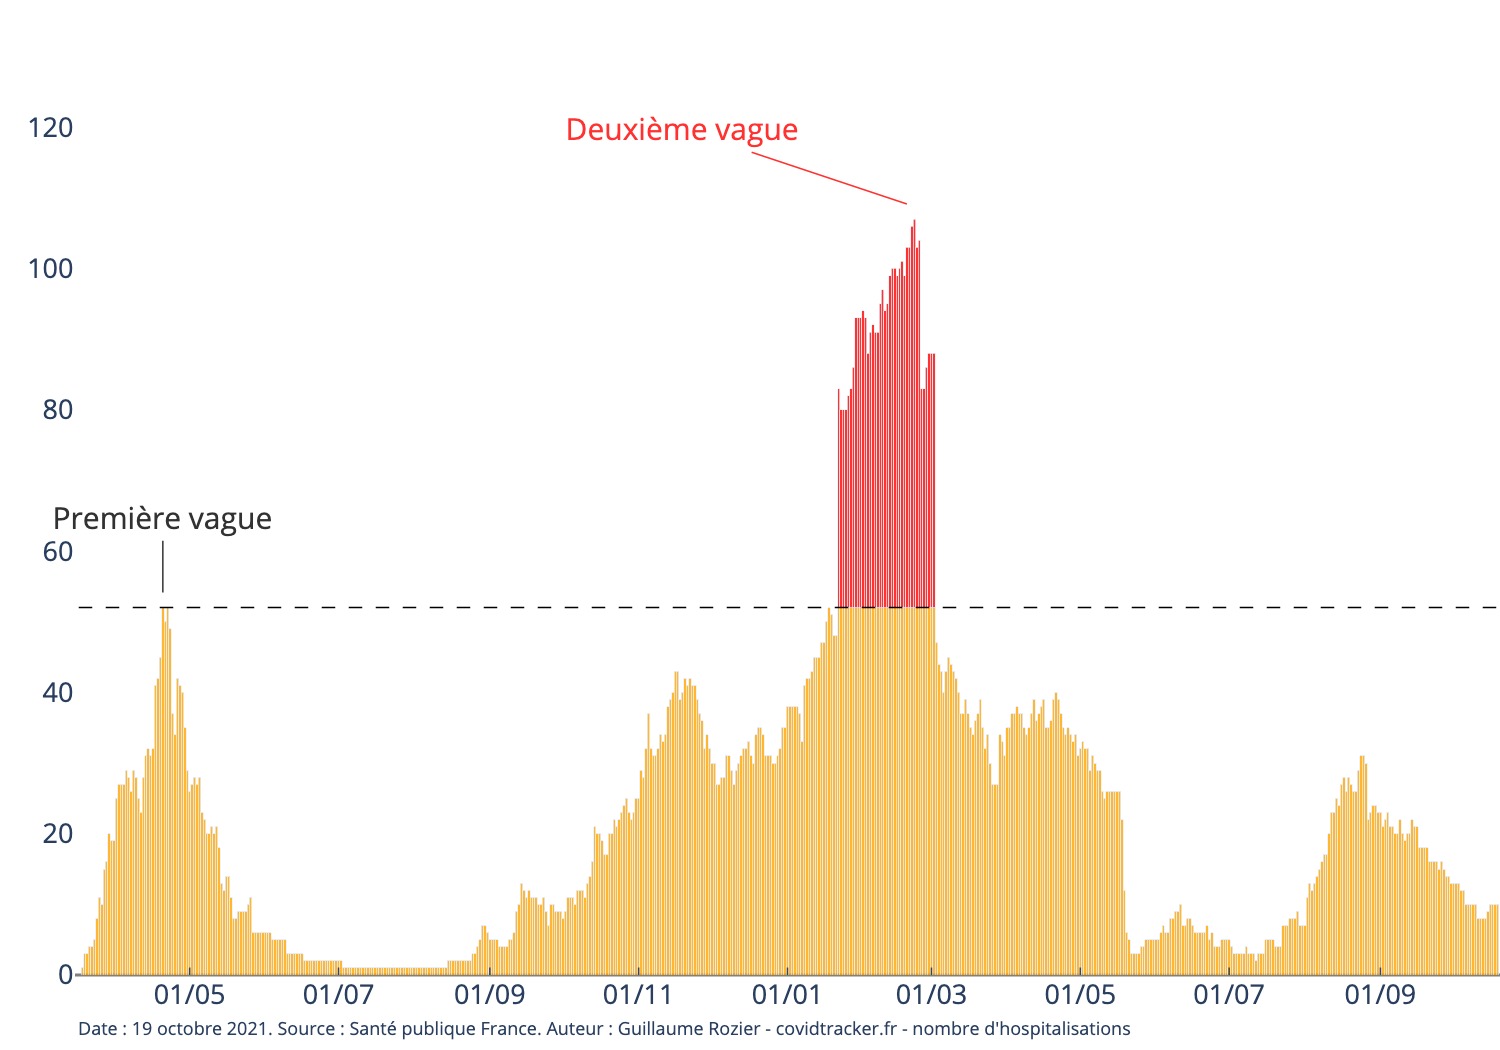 120
Deuxième vague
100
80
Première vague
60
40
20
0
01/05 01/07 01/09 01/11 01/01 01/03 01/05 01/07 01/09
Date : 19 octobre 2021. Source : Santé publique France. Auteur : Guillaume Rozier - covidtracker.fr - nombre d'hospitalisations